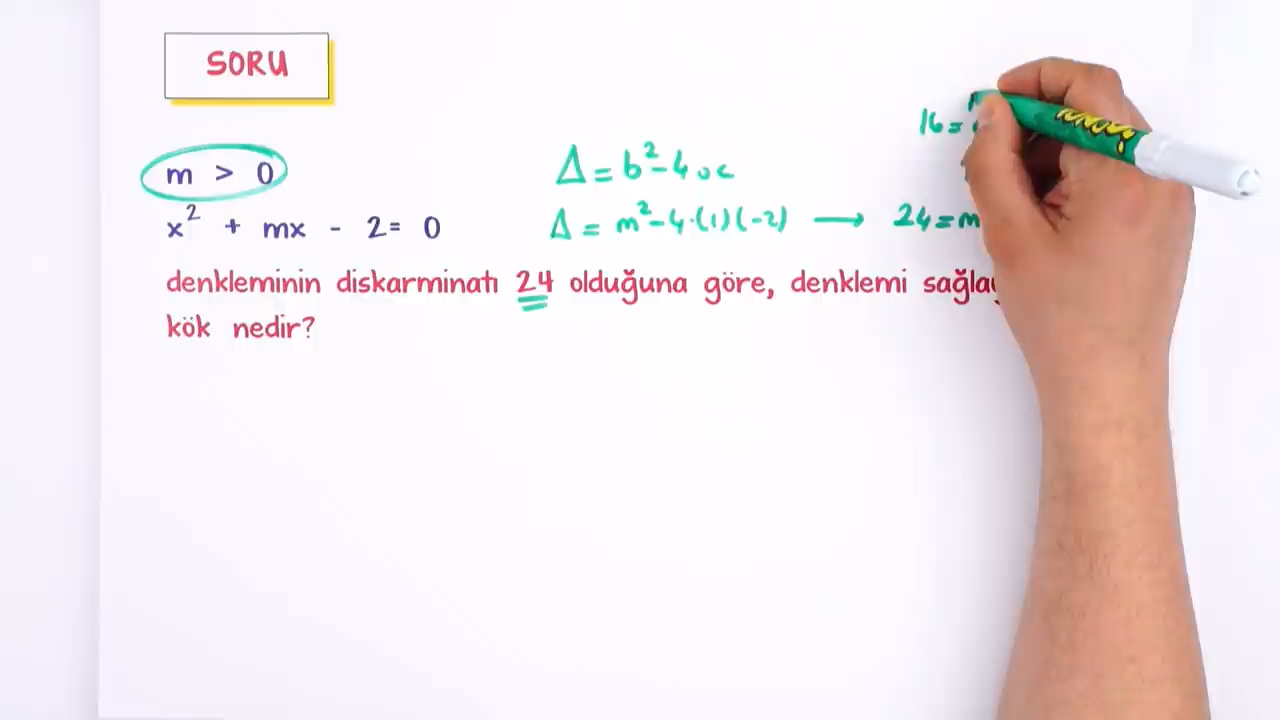 SORU
16=
m > 0
Δ = b²-4ac
x² + mx - 2= 0
Δ = m²-4·(1)(-2) → 24=m
denkleminin diskarminatı 24 olduğuna göre, denklemi
kök nedir?